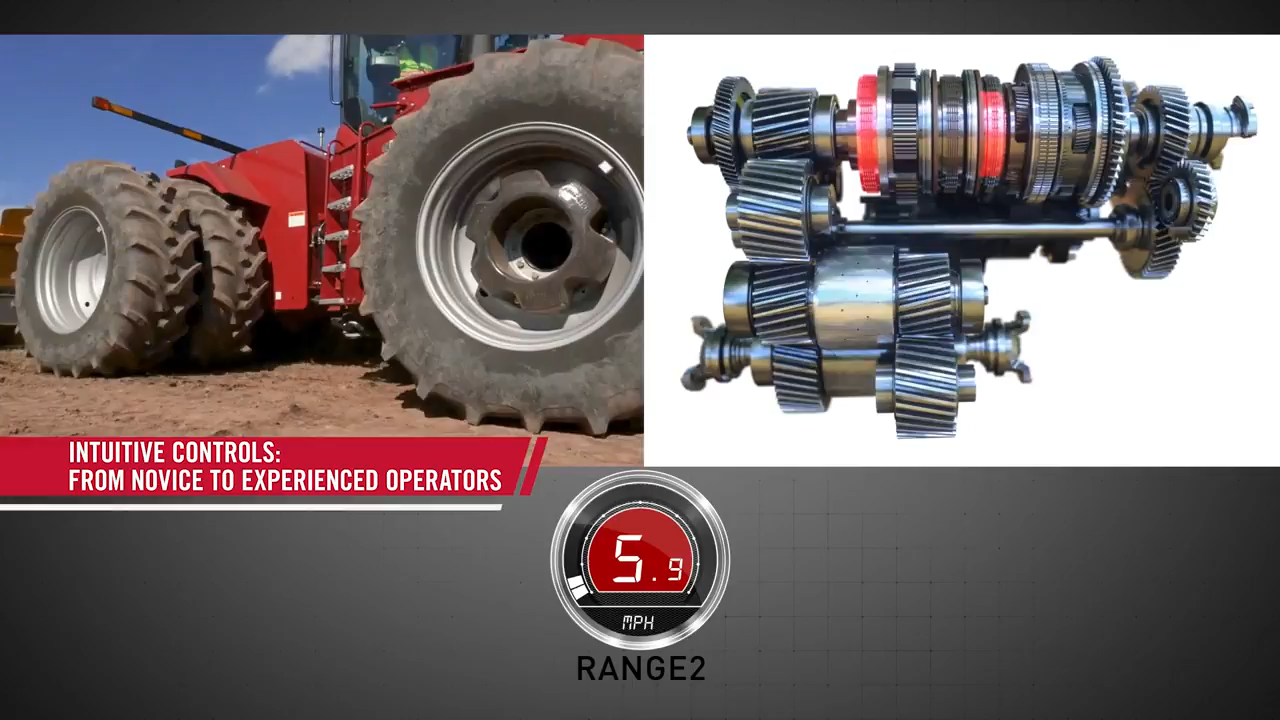 INTUITIVE CONTROLS:
FROM NOVICE TO EXPERIENCED OPERATORS
5.9
MPH
RANGE2